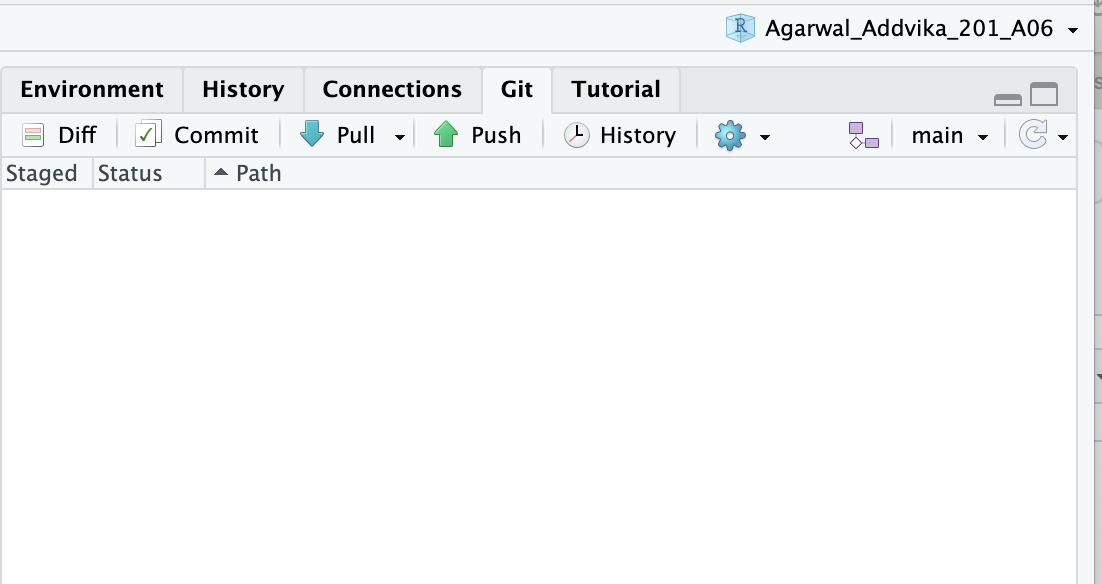 R Agarwal_Addvika_201_A06
Environment History Connections Git Tutorial
Diff Commit Pull Push History main
Staged Status Path